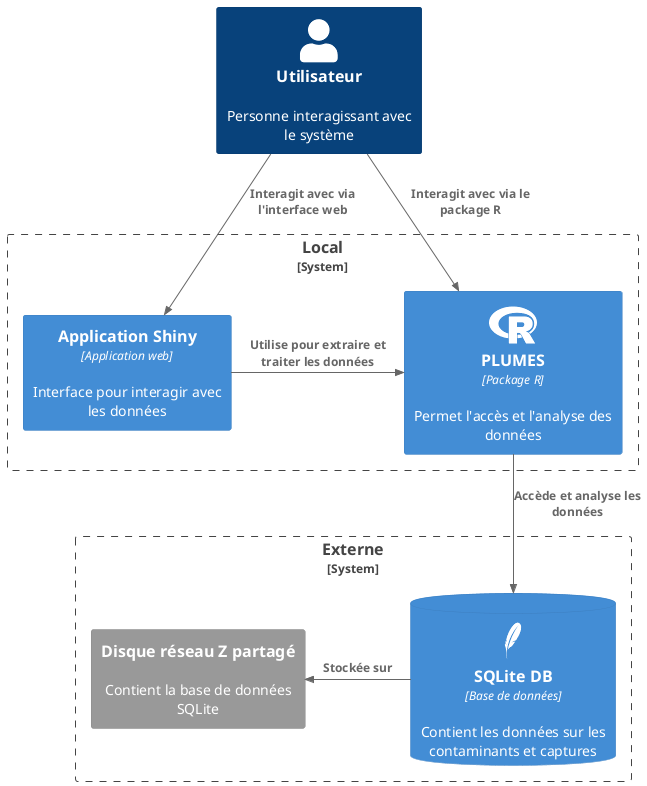 Utilisateur
Personne interagissant avec
le système
Interagit avec via
l'interface web
Interagit avec via le
package R
Local
[System]
Application Shiny
[Application web]
Interface pour interagir avec
les données
Utilise pour extraire et
traiter les données
R
PLUMES
[Package R]
Permet l'accès et l'analyse des
données
Accède et analyse les
données
Externe
[System]
Disque réseau Z partagé
Contient la base de données
SQLite
Stockée sur
SQLite DB
[Base de données]
Contient les données sur les
contaminants et captures